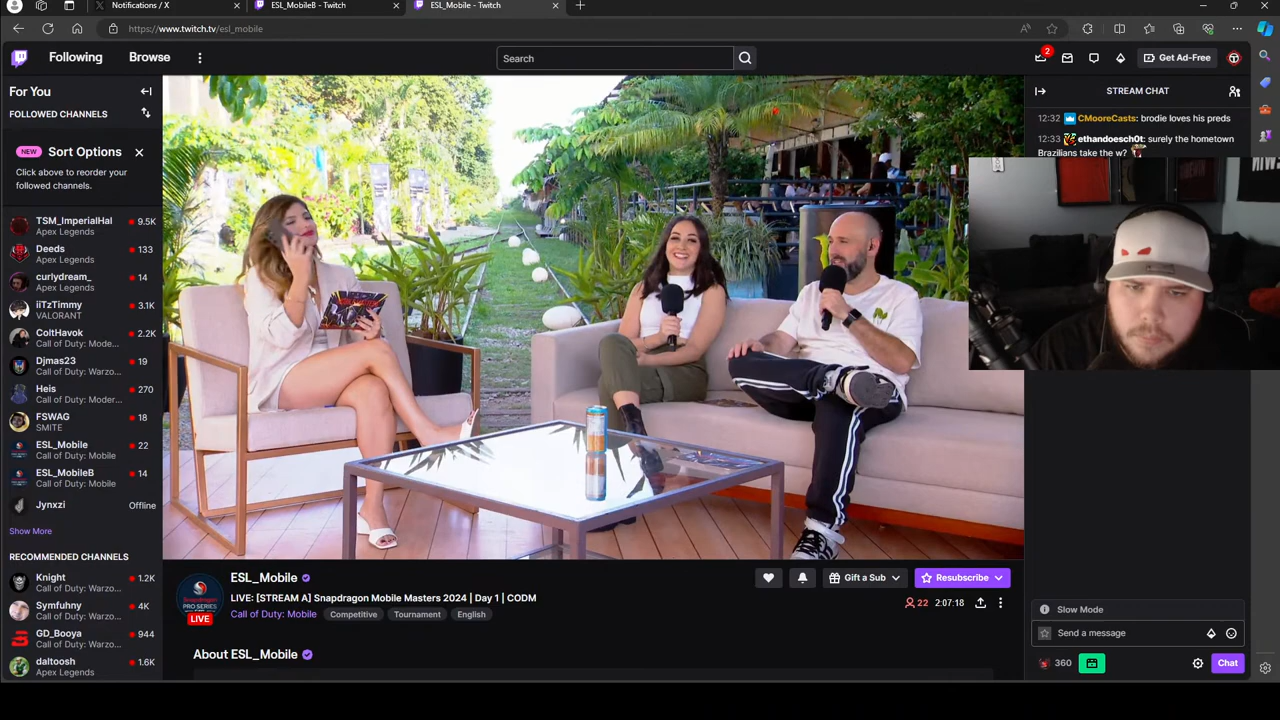 Notifications / X
ESL_MobileB - Twitch
ESL_Mobile - Twitch
https://www.twitch.tv/esl_mobile
Following
Browse
Search
2
Get Ad-Free
For You
FOLLOWED CHANNELS
NEW Sort Options
Click above to reorder your
followed channels.
TSM_ImperialHal 9.5K
Apex Legends
Deeds 133
Apex Legends
curlydream_ 14
Apex Legends
iiTzTimmy 3.1K
VALORANT
ColtHavok 2.2K
Call of Duty: Mode...
Djmas23 19
Call of Duty: Warzo...
Heis 270
Call of Duty: Moder...
FSWAG 18
SMITE
ESL_Mobile 22
Call of Duty: Mobile
ESL_MobileB 14
Call of Duty: Mobile
Jynxzi Offline
Show More
RECOMMENDED CHANNELS
Knight 1.2K
Call of Duty: Warzo...
Symfuhny 4K
Call of Duty: Warzo...
GD_Booya 944
Call of Duty: Warzo...
daltoosh 1.6K
Apex Legends
STREAM CHAT
12:32 CMooreCasts: brodie loves his preds
12:33 ethandoesch0t: surely the hometown
Brazilians take the w?
ESL_Mobile
LIVE: [STREAM A] Snapdragon Mobile Masters 2024 | Day 1 | CODM
Call of Duty: Mobile Competitive Tournament English
PRO SERIES
LIVE
Gift a Sub
Resubscribe
22 2:07:18
About ESL_Mobile
Slow Mode
Send a message
360
Chat